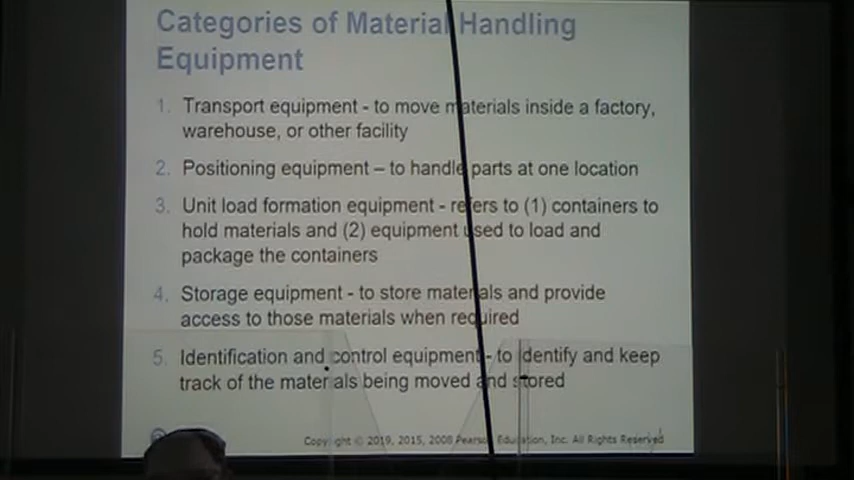 Categories of Material Handling
Equipment
1. Transport equipment - to move materials inside a factory,
warehouse, or other facility
2. Positioning equipment – to handle parts at one location
3. Unit load formation equipment - refers to (1) containers to
hold materials and (2) equipment used to load and
package the containers
4. Storage equipment - to store materials and provide
access to those materials when required
5. Identification and control equipment - to identify and keep
track of the materials being moved and stored
Copyright © 2019, 2015, 2008 Pearson Education, Inc. All Rights Reserved